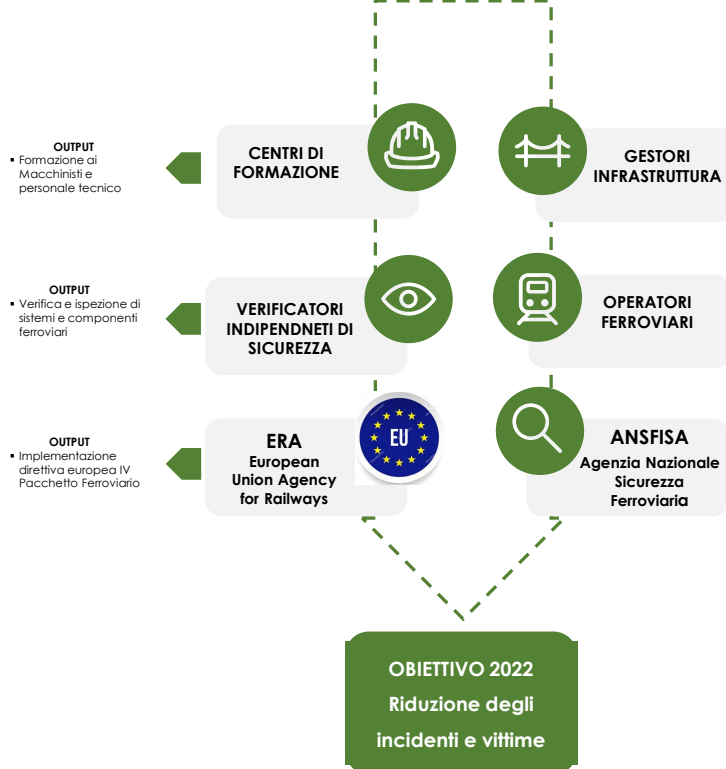 OUTPUT
▪ Formazione ai
Macchinisti e
personale tecnico
CENTRI DI
FORMAZIONE
GESTORI
INFRASTRUTTURA
OUTPUT
▪ Verifica e ispezione di
sistemi e componenti
ferroviari
VERIFICATORI
INDIPENDNETI DI
SICUREZZA
OPERATORI
FERROVIARI
OUTPUT
▪ Implementazione
direttiva europea IV
Pacchetto Ferroviario
ERA
European
Union Agency
for Railways
EU
ANSFISA
Agenzia Nazionale
Sicurezza
Ferroviaria
OBIETTIVO 2022
Riduzione degli
incidenti e vittime